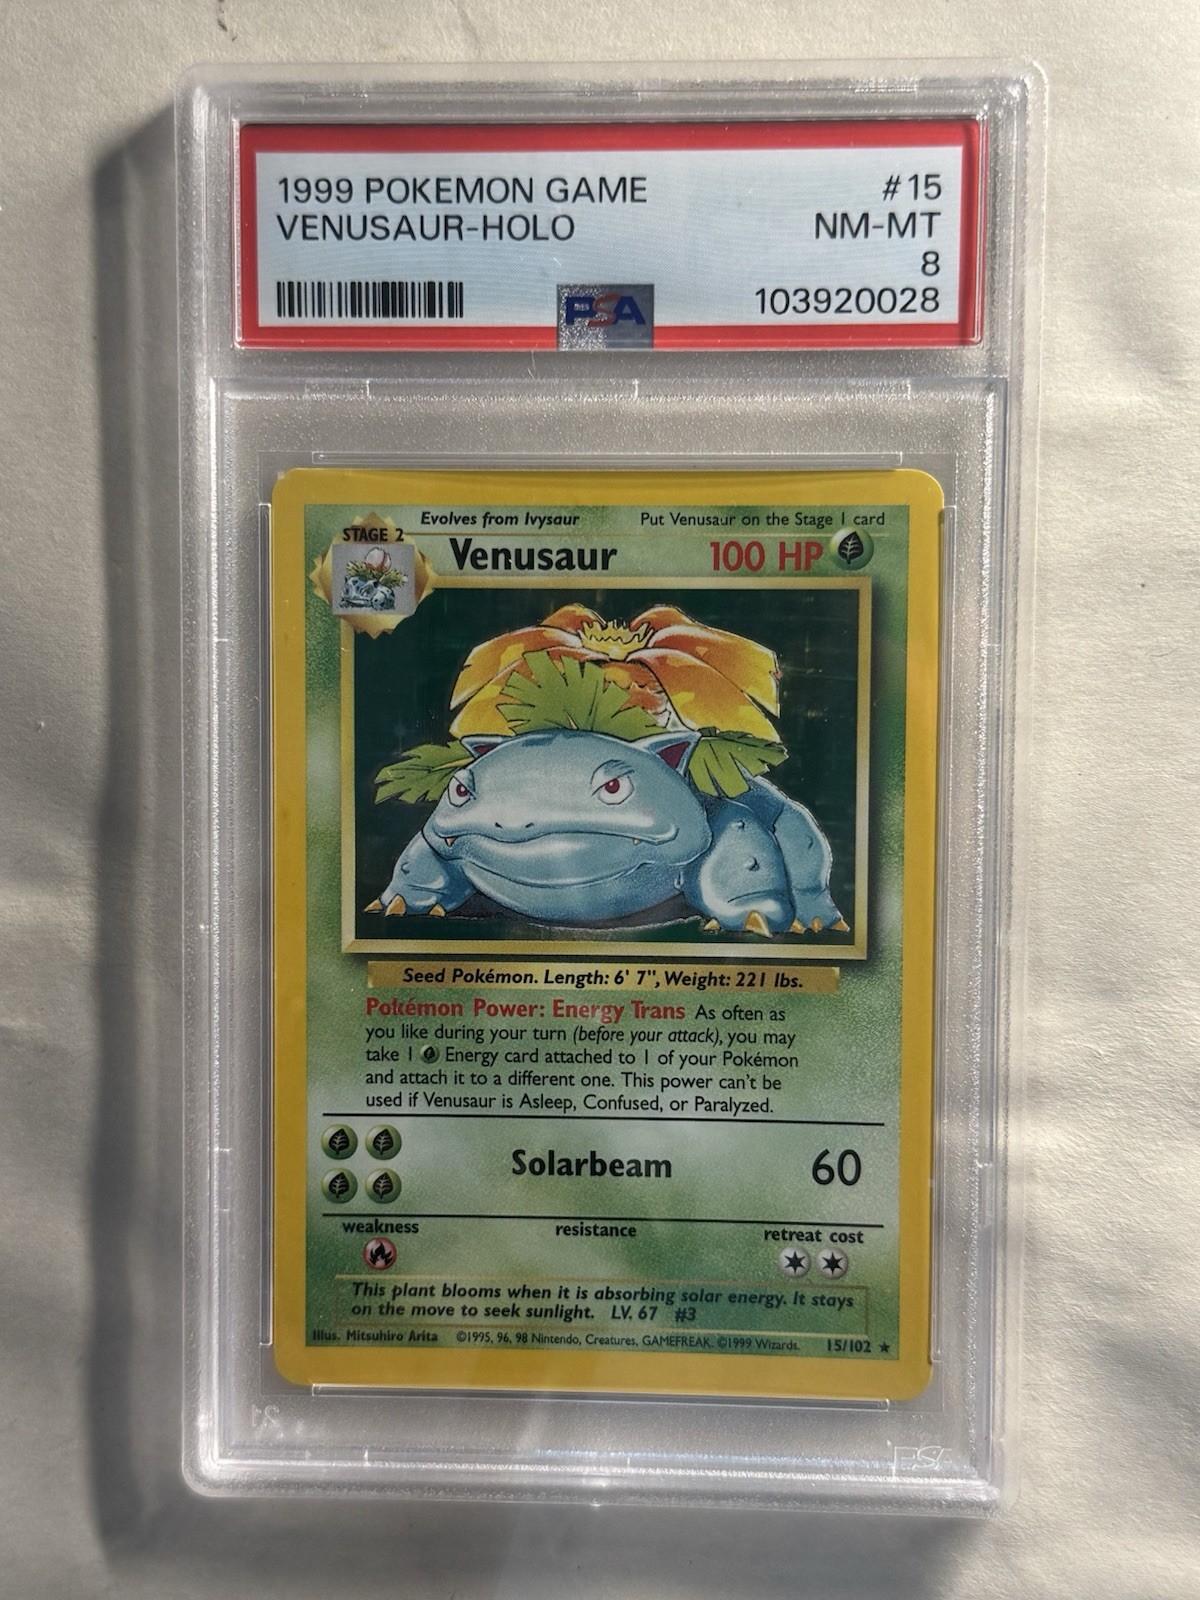 1999 POKEMON GAME #15
VENUSAUR-HOLO NM-MT
8
PSA 103920028
Evolves from Ivysaur Put Venusaur on the Stage 1 card
STAGE 2
Venusaur 100 HP
Seed Pokémon. Length: 6' 7", Weight: 221 lbs.
Pokémon Power: Energy Trans As often as
you like during your turn (before your attack), you may
take 1 Energy card attached to 1 of your Pokémon
and attach it to a different one. This power can't be
used if Venusaur is Asleep, Confused, or Paralyzed.
Solarbeam 60
weakness resistance retreat cost
This plant blooms when it is absorbing solar energy. It stays
on the move to seek sunlight. LV. 67 #3
Illus. Mitsuhiro Arita ©1995, 96, 98 Nintendo, Creatures, GAMEFREAK. ©1999 Wizards. 15/102 ★
PSA